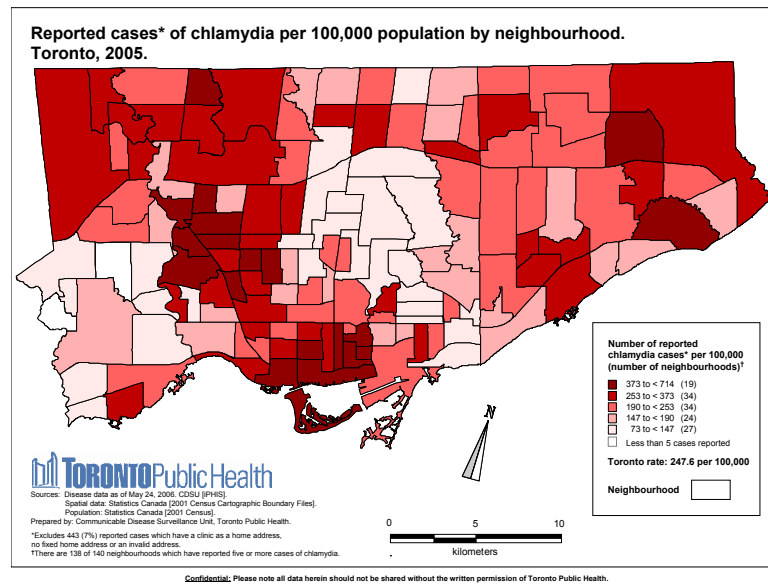 Reported cases* of chlamydia per 100,000 population by neighbourhood.
Toronto, 2005.
Number of reported
chlamydia cases* per 100,000
(number of neighbourhoods)†
373 to < 714 (19)
253 to < 373 (34)
190 to < 253 (34)
147 to < 190 (24)
73 to < 147 (27)
Less than 5 cases reported
Toronto rate: 247.6 per 100,000
Neighbourhood
N
TORONTO Public Health
Sources: Disease data as of May 24, 2006. CDSU [iPHIS].
Spatial data: Statistics Canada [2001 Census Cartographic Boundary Files].
Population: Statistics Canada [2001 Census].
Prepared by: Communicable Disease Surveillance Unit, Toronto Public Health.
*Excludes 443 (7%) reported cases which have a clinic as a home address,
no fixed home address or an invalid address.
†There are 138 of 140 neighbourhoods which have reported five or more cases of chlamydia.
0 5 10
kilometers
Confidential: Please note all data herein should not be shared without the written permission of Toronto Public Health.